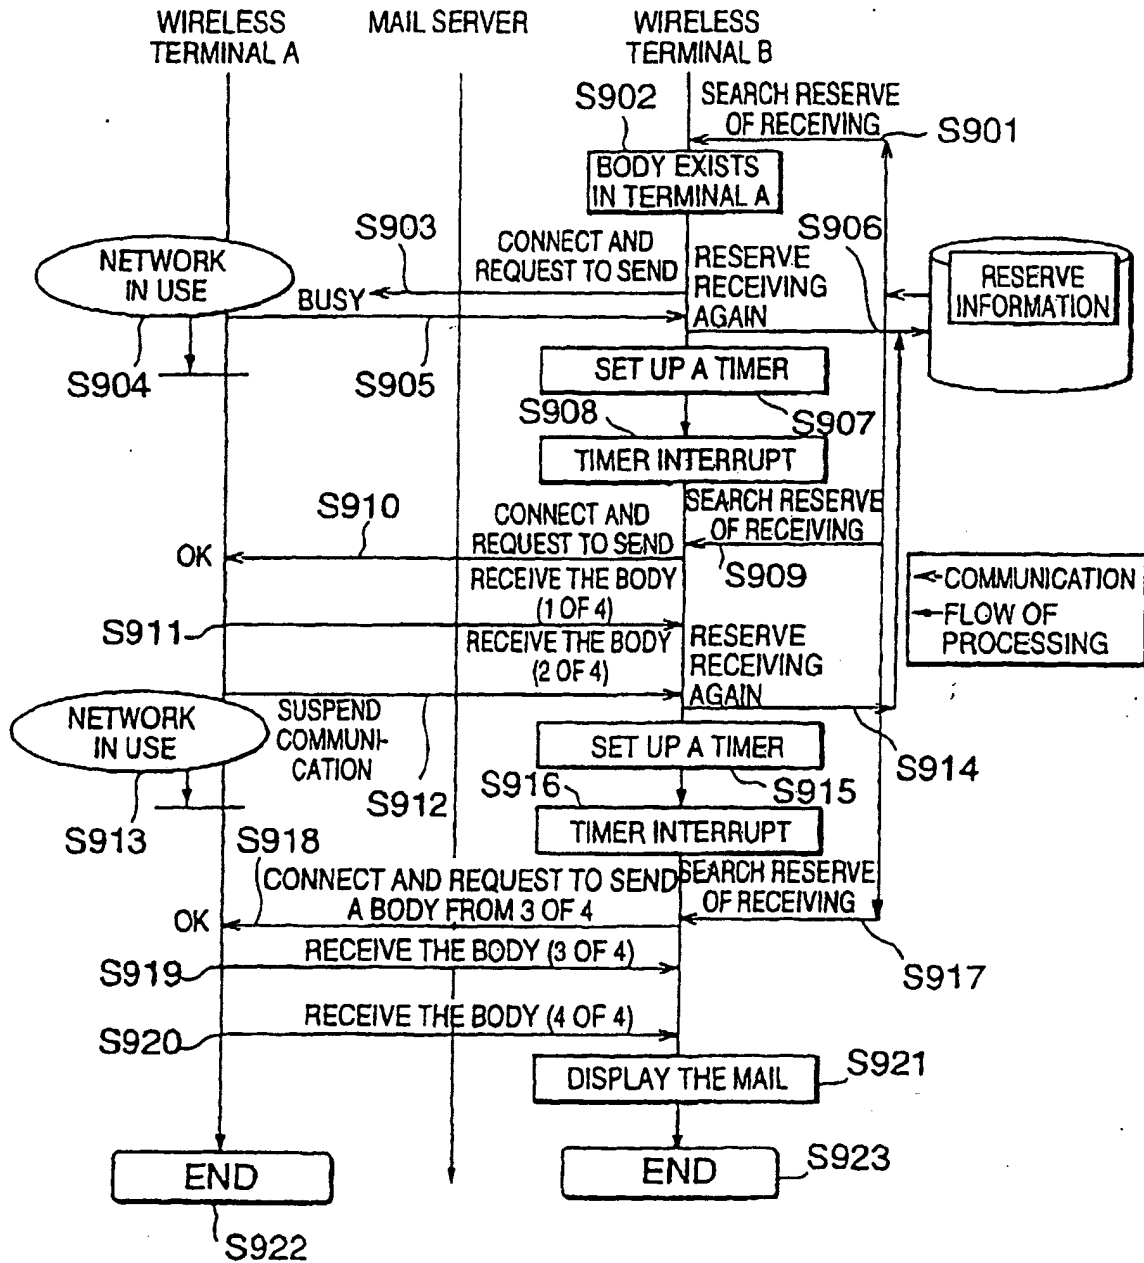 WIRELESS
TERMINAL A
MAIL SERVER
WIRELESS
TERMINAL B
S902
SEARCH RESERVE
OF RECEIVING
S901
BODY EXISTS
IN TERMINAL A
S903
CONNECT AND
REQUEST TO SEND
S906
NETWORK
IN USE
RESERVE
RECEIVING
AGAIN
RESERVE
INFORMATION
BUSY
S904
S905
SET UP A TIMER
S907
S908
TIMER INTERRUPT
S910
CONNECT AND
REQUEST TO SEND
SEARCH RESERVE
OF RECEIVING
OK
S909
COMMUNICATION
FLOW OF
PROCESSING
RECEIVE THE BODY
(1 OF 4)
S911
RECEIVE THE BODY
(2 OF 4)
RESERVE
RECEIVING
AGAIN
NETWORK
IN USE
SUSPEND
COMMUNI-
CATION
SET UP A TIMER
S914
S912
S915
S916
S913
TIMER INTERRUPT
S918
CONNECT AND REQUEST TO SEND
A BODY FROM 3 OF 4
SEARCH RESERVE
OF RECEIVING
OK
S917
RECEIVE THE BODY (3 OF 4)
S919
RECEIVE THE BODY (4 OF 4)
S920
DISPLAY THE MAIL
S921
END
S922
END
S923